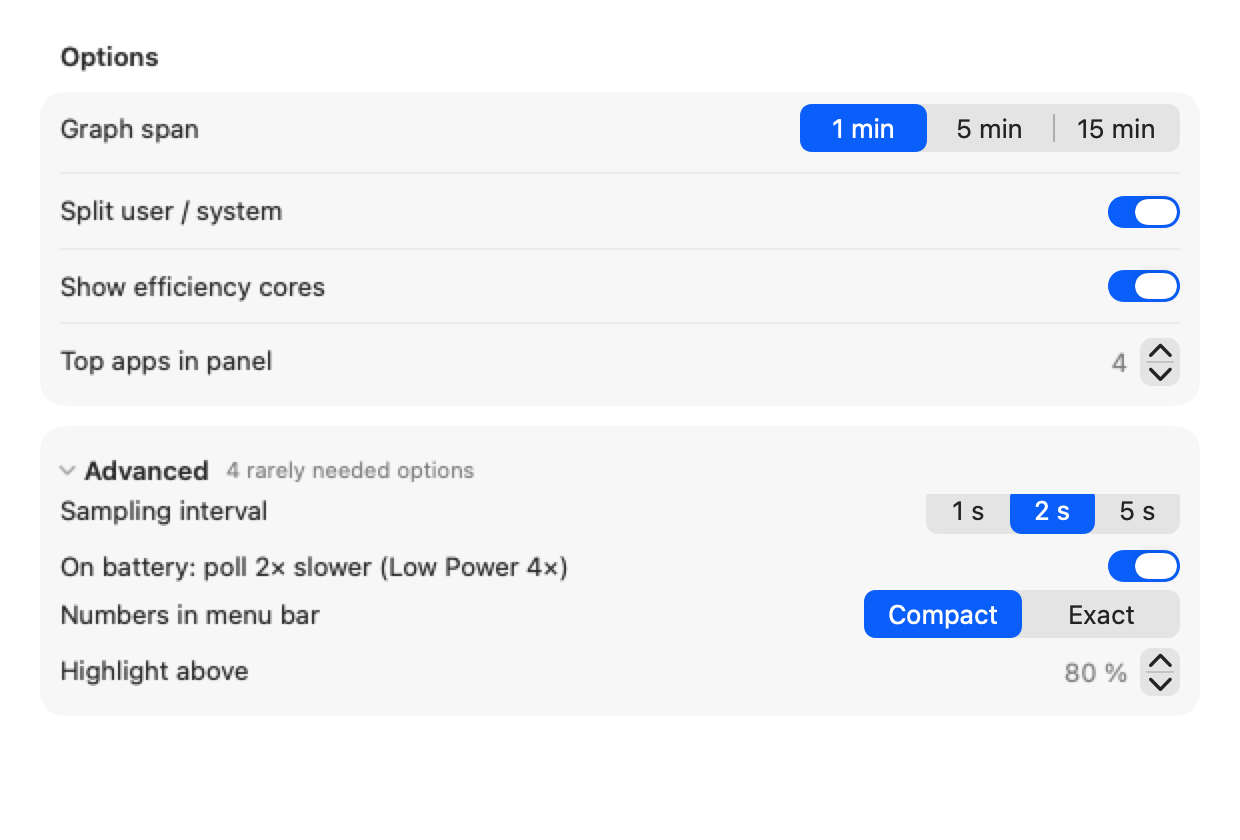 Options
Graph span 1 min 5 min 15 min
Split user / system
Show efficiency cores
Top apps in panel 4
Advanced 4 rarely needed options
Sampling interval 1 s 2 s 5 s
On battery: poll 2× slower (Low Power 4×)
Numbers in menu bar Compact Exact
Highlight above 80 %